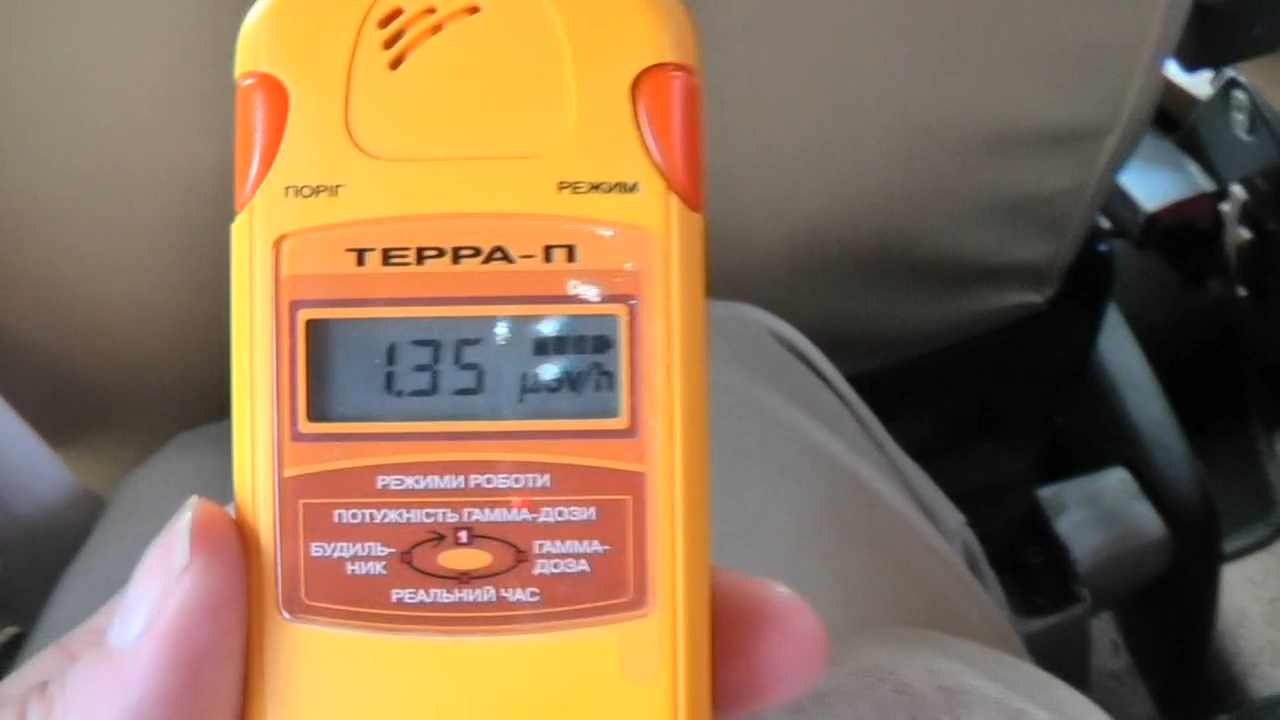 ПОРІГ
РЕЖИМ
ТЕРРА-П
1.35 μSv/h
РЕЖИМИ РОБОТИ
ПОТУЖНІСТЬ ГАММА-ДОЗИ
1
БУДИЛЬ-
НИК
ГАММА-
ДОЗА
РЕАЛЬНИЙ ЧАС